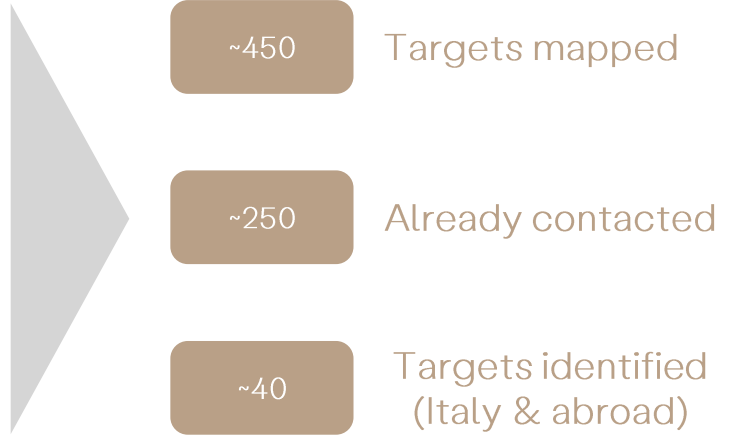 ~450 Targets mapped
~250 Already contacted
~40 Targets identified
(Italy & abroad)